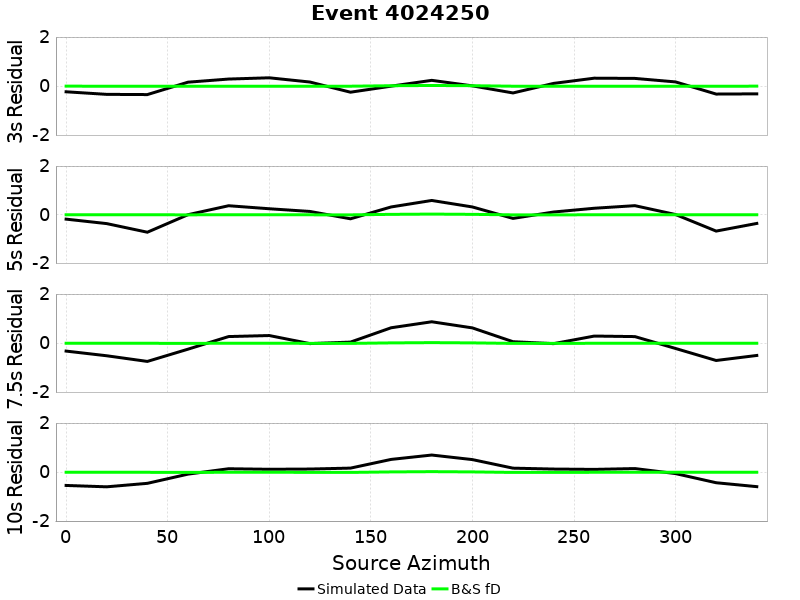 Event 4024250
3s Residual
2
0
-2
5s Residual
2
0
-2
7.5s Residual
2
0
-2
10s Residual
2
0
-2
0 50 100 150 200 250 300
Source Azimuth
Simulated Data B&S fD